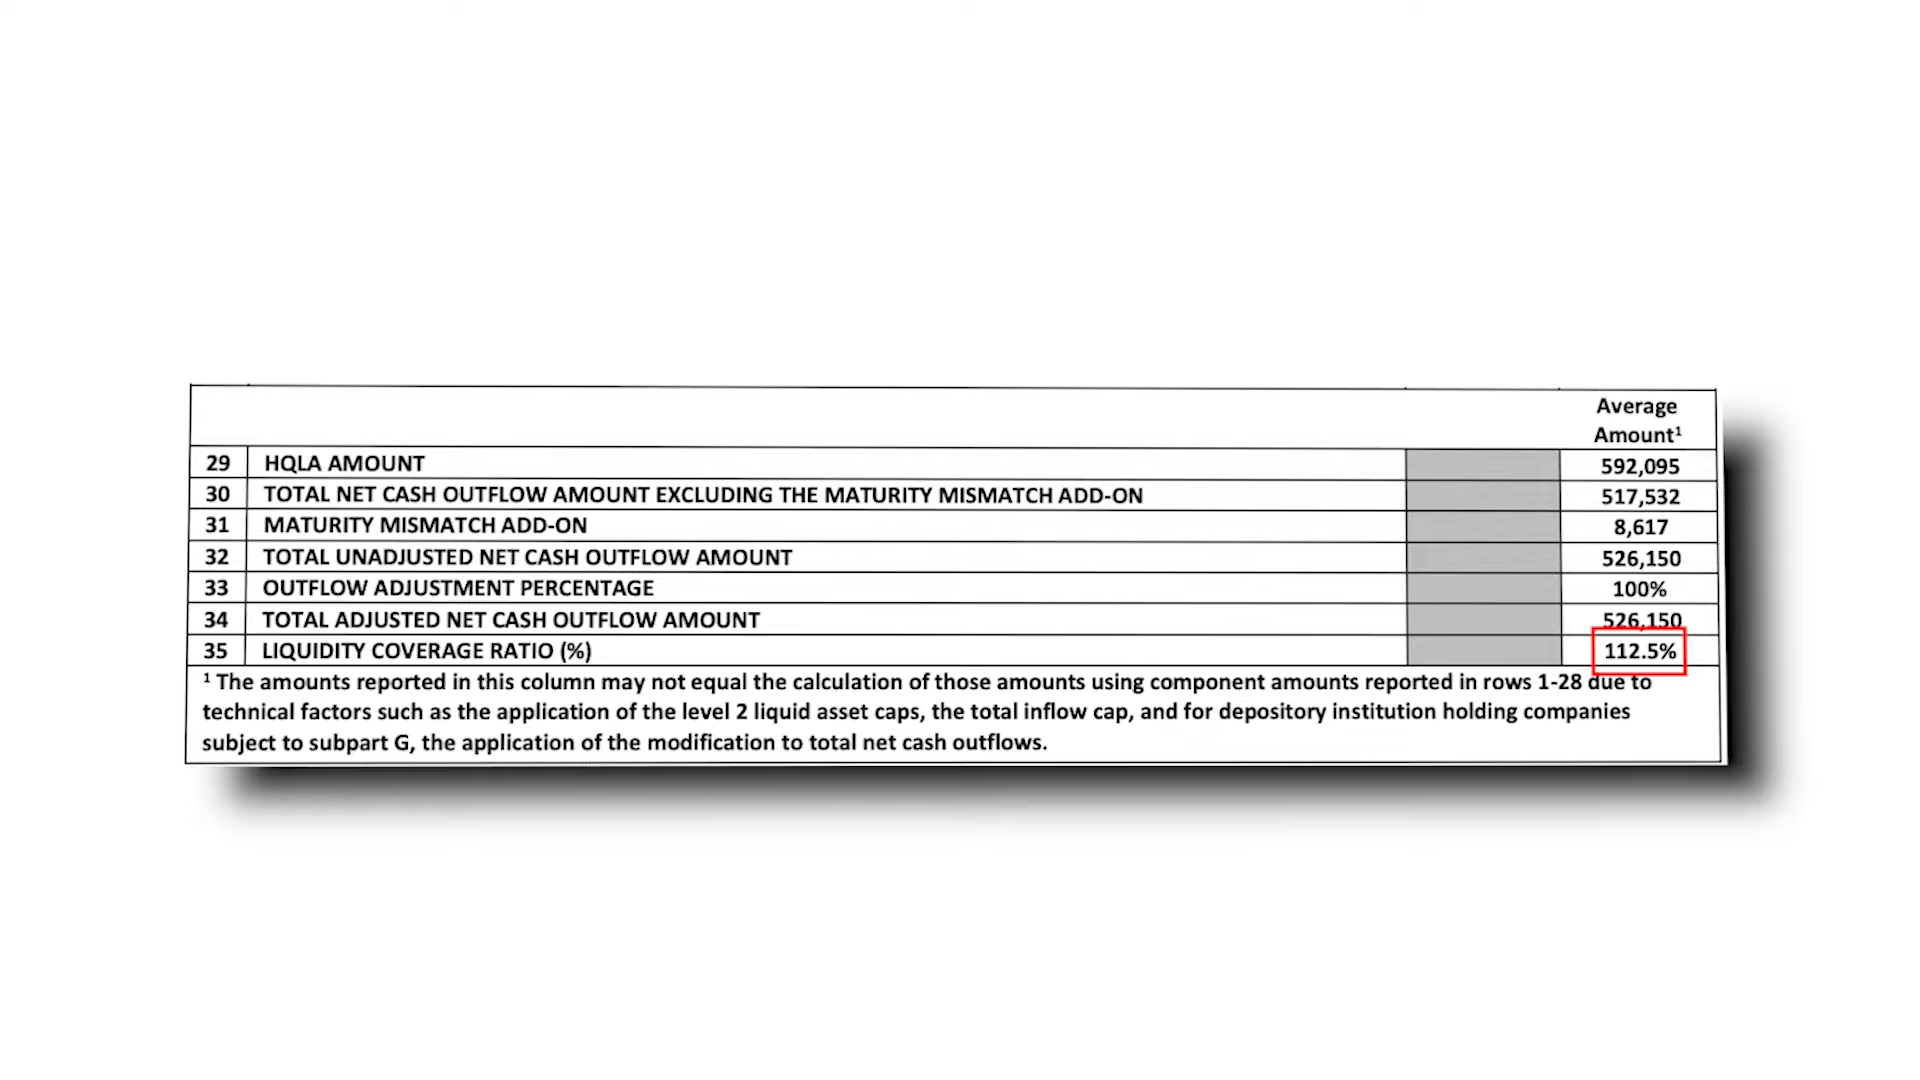 Average
Amount¹
29 HQLA AMOUNT 592,095
30 TOTAL NET CASH OUTFLOW AMOUNT EXCLUDING THE MATURITY MISMATCH ADD-ON 517,532
31 MATURITY MISMATCH ADD-ON 8,617
32 TOTAL UNADJUSTED NET CASH OUTFLOW AMOUNT 526,150
33 OUTFLOW ADJUSTMENT PERCENTAGE 100%
34 TOTAL ADJUSTED NET CASH OUTFLOW AMOUNT 526,150
35 LIQUIDITY COVERAGE RATIO (%) 112.5%
¹ The amounts reported in this column may not equal the calculation of those amounts using component amounts reported in rows 1-28 due to
technical factors such as the application of the level 2 liquid asset caps, the total inflow cap, and for depository institution holding companies
subject to subpart G, the application of the modification to total net cash outflows.